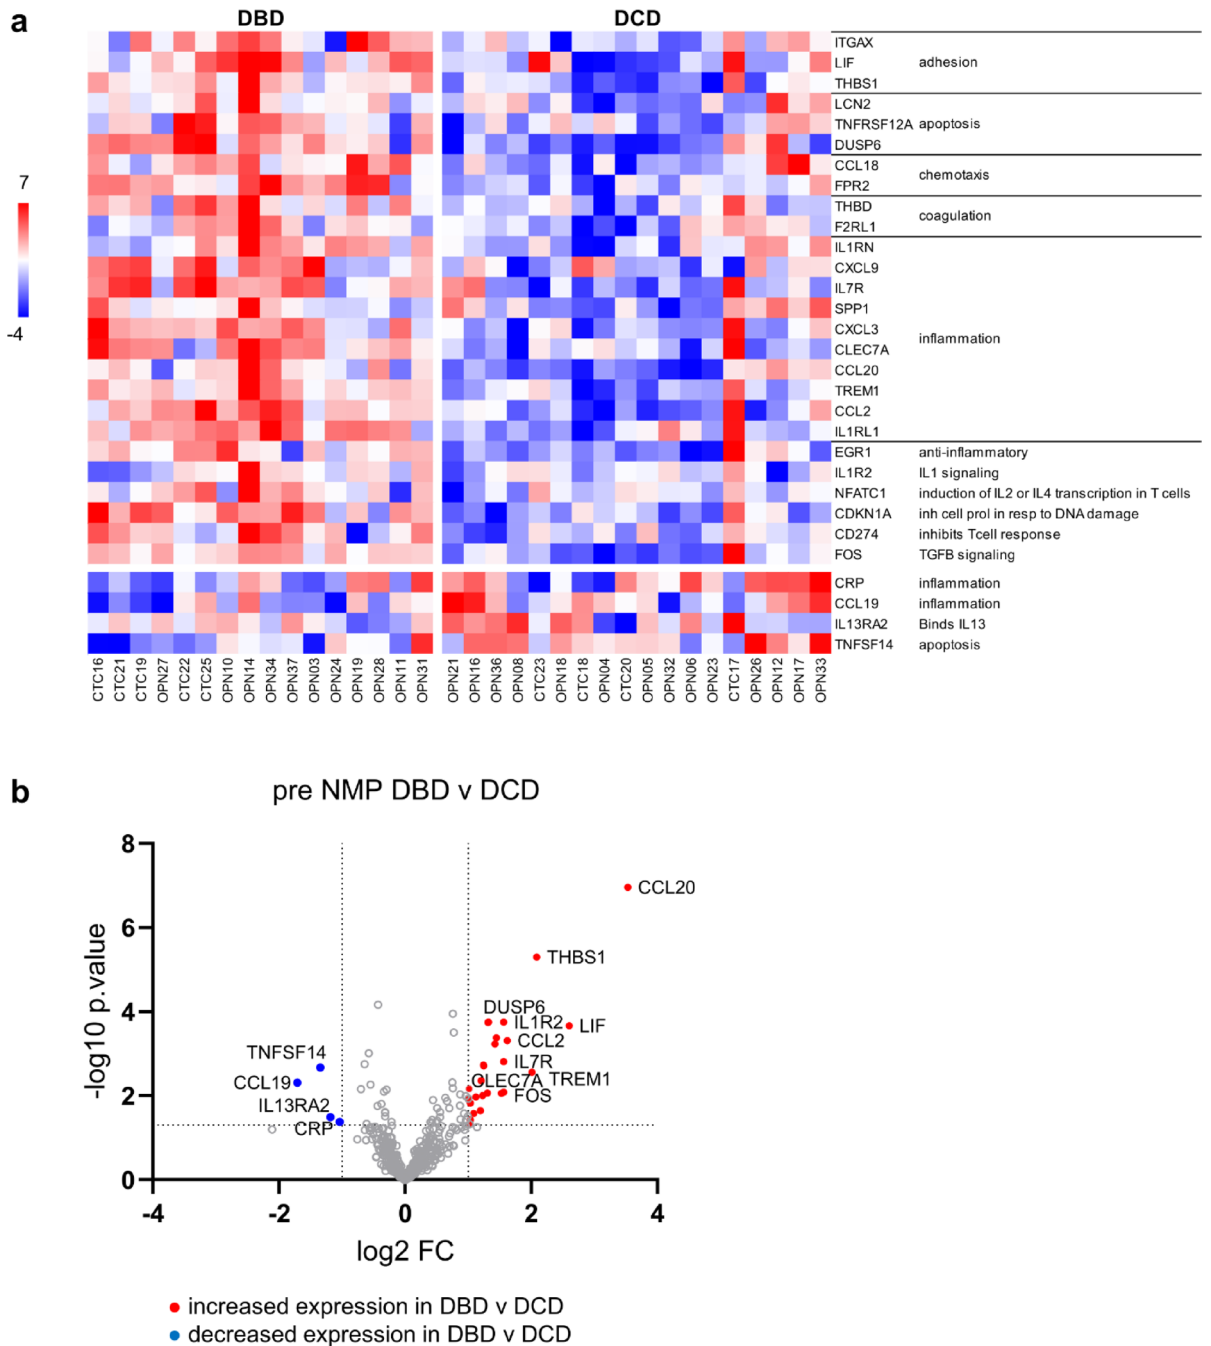 a
DBD DCD
ITGAX
LIF adhesion
THBS1
LCN2
TNFRSF12A apoptosis
DUSP6
CCL18
chemotaxis
FPR2
THBD
coagulation
F2RL1
IL1RN
CXCL9
IL7R
SPP1
CXCL3
inflammation
CLEC7A
CCL20
TREM1
CCL2
IL1RL1
EGR1 anti-inflammatory
IL1R2 IL1 signaling
NFATC1 induction of IL2 or IL4 transcription in T cells
CDKN1A inh cell prol in resp to DNA damage
CD274 inhibits Tcell response
FOS TGFB signaling
CRP inflammation
CCL19 inflammation
IL13RA2 Binds IL13
TNFSF14 apoptosis
7
-4
CTC16 CTC21 CTC19 OPN27 CTC22 CTC25 OPN10 OPN14 OPN34 OPN37 OPN03 OPN24 OPN19 OPN28 OPN11 OPN31 OPN21 OPN16 OPN36 OPN08 CTC23 OPN18 CTC18 OPN04 CTC20 OPN05 OPN32 OPN06 OPN23 CTC17 OPN26 OPN12 OPN17 OPN33
b
pre NMP DBD v DCD
8
6
4
2
0
-log10 p.value
CCL20
THBS1
DUSP6
IL1R2 LIF
CCL2
IL7R
CLEC7A TREM1
FOS
TNFSF14
CCL19
IL13RA2
CRP
-4 -2 0 2 4
log2 FC
increased expression in DBD v DCD
decreased expression in DBD v DCD